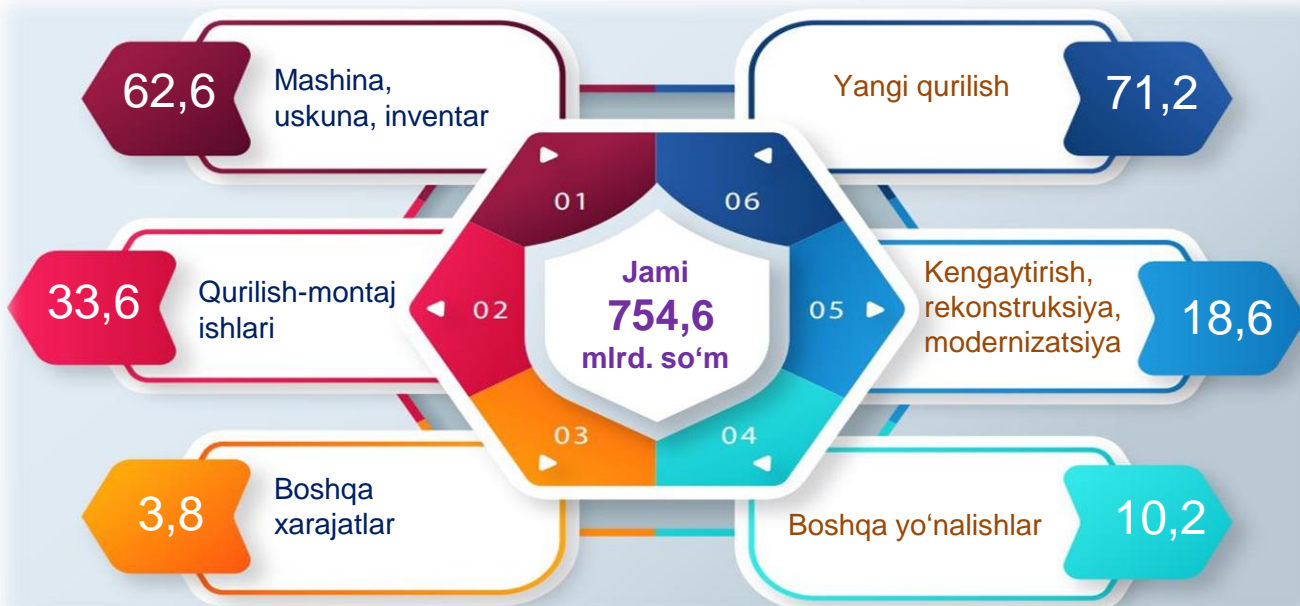 62,6
Mashina,
uskuna, inventar
Yangi qurilish
71,2
01
06
33,6
Qurilish-montaj
ishlari
02
Jami
754,6
mlrd. so‘m
05
Kengaytirish,
rekonstruksiya,
modernizatsiya
18,6
03
04
3,8
Boshqa
xarajatlar
Boshqa yo‘nalishlar
10,2